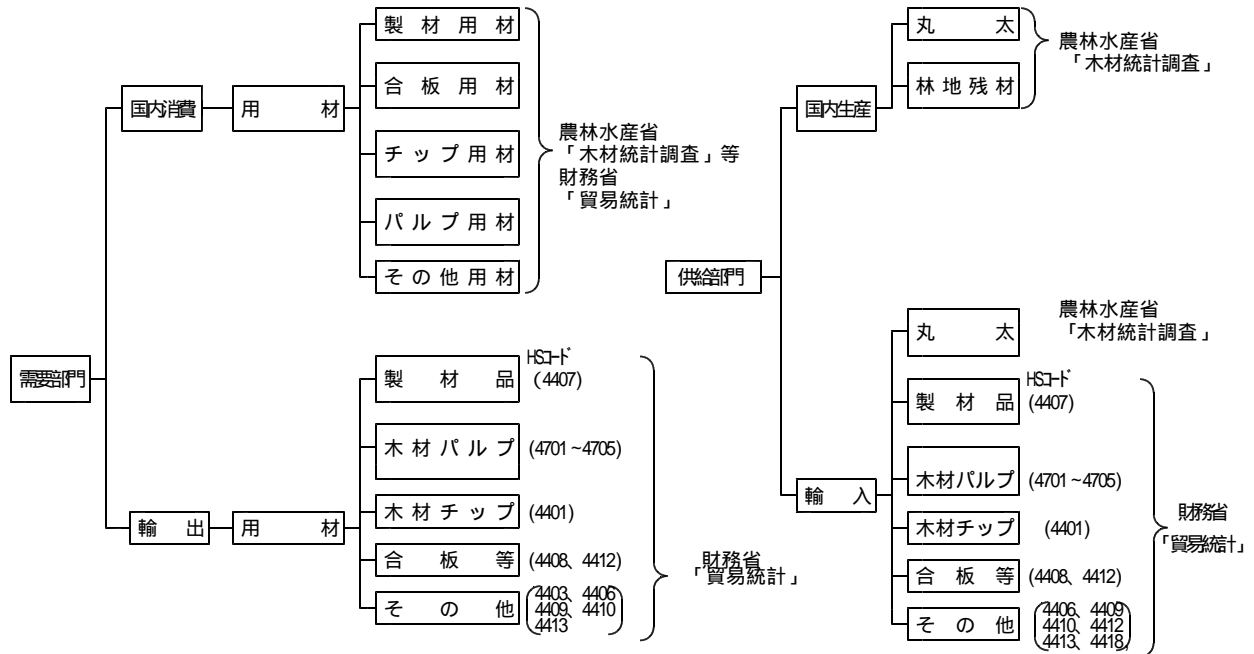 需要部門
国内消費
用材
製材用材
合板用材
チップ用材
パルプ用材
その他用材
農林水産省
「木材統計調査」等
財務省
「貿易統計」
輸出
用材
HSコード
製材品 (4407)
木材パルプ (4701~4705)
木材チップ (4401)
合板等 (4408、4412)
その他
4403、4406
4409、4410
4413
財務省
「貿易統計」
供給部門
国内生産
丸太
林地残材
農林水産省
「木材統計調査」
輸入
丸太
農林水産省
「木材統計調査」
HSコード
製材品 (4407)
木材パルプ (4701~4705)
木材チップ (4401)
合板等 (4408、4412)
その他
4406、4409
4410、4412
4413、4418
財務省
「貿易統計」